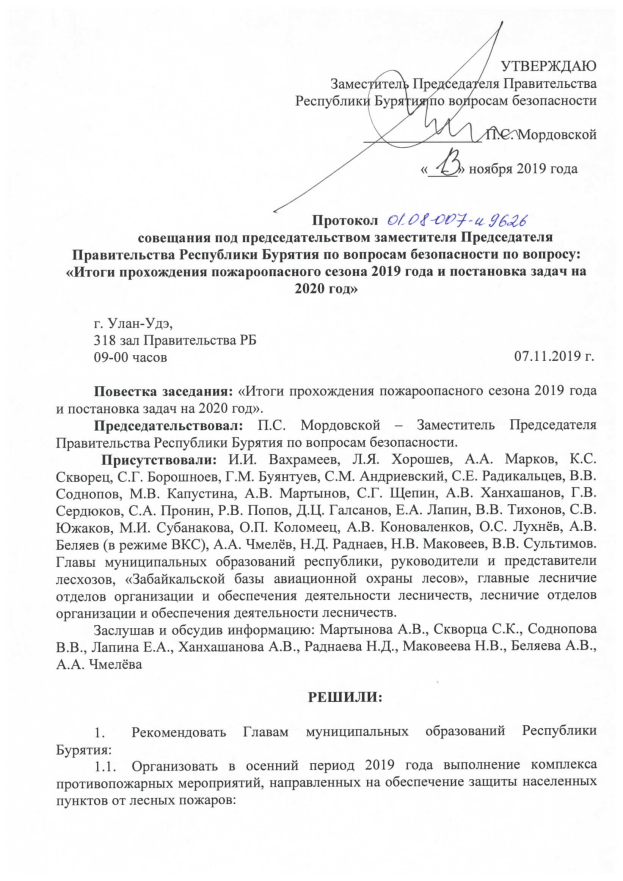 УТВЕРЖДАЮ
Заместитель Председателя Правительства
Республики Бурятия по вопросам безопасности
П.С. Мордовской
«13» ноября 2019 года
Протокол 01.08-007-и9626
совещания под председательством заместителя Председателя
Правительства Республики Бурятия по вопросам безопасности по вопросу:
«Итоги прохождения пожароопасного сезона 2019 года и постановка задач на
2020 год»
г. Улан-Удэ,
318 зал Правительства РБ
09-00 часов 07.11.2019 г.
Повестка заседания: «Итоги прохождения пожароопасного сезона 2019 года
и постановка задач на 2020 год».
Председательствовал: П.С. Мордовской – Заместитель Председателя
Правительства Республики Бурятия по вопросам безопасности.
Присутствовали: И.И. Вахрамеев, Л.Я. Хорошев, А.А. Марков, К.С.
Скворец, С.Г. Борошноев, Г.М. Буянтуев, С.М. Андриевский, С.Е. Радикальцев, В.В.
Соднопов, М.В. Капустина, А.В. Мартынов, С.Г. Щепин, А.В. Ханхашанов, Г.В.
Сердюков, С.А. Пронин, Р.В. Попов, Д.Ц. Галсанов, Е.А. Лапин, В.В. Тихонов, С.В.
Южаков, М.И. Субанакова, О.П. Коломеец, А.В. Коноваленков, О.С. Лухнёв, А.В.
Беляев (в режиме ВКС), А.А. Чмелёв, Н.Д. Раднаев, Н.В. Маковеев, В.В. Сультимов.
Главы муниципальных образований республики, руководители и представители
лесхозов, «Забайкальской базы авиационной охраны лесов», главные лесничие
отделов организации и обеспечения деятельности лесничеств, лесничие отделов
организации и обеспечения деятельности лесничеств.
Заслушав и обсудив информацию: Мартынова А.В., Скворца С.К., Соднопова
В.В., Лапина Е.А., Ханхашанова А.В., Раднаева Н.Д., Маковеева Н.В., Беляева А.В.,
А.А. Чмелёва
РЕШИЛИ:
1. Рекомендовать Главам муниципальных образований Республики
Бурятия:
1.1. Организовать в осенний период 2019 года выполнение комплекса
противопожарных мероприятий, направленных на обеспечение защиты населенных
пунктов от лесных пожаров: